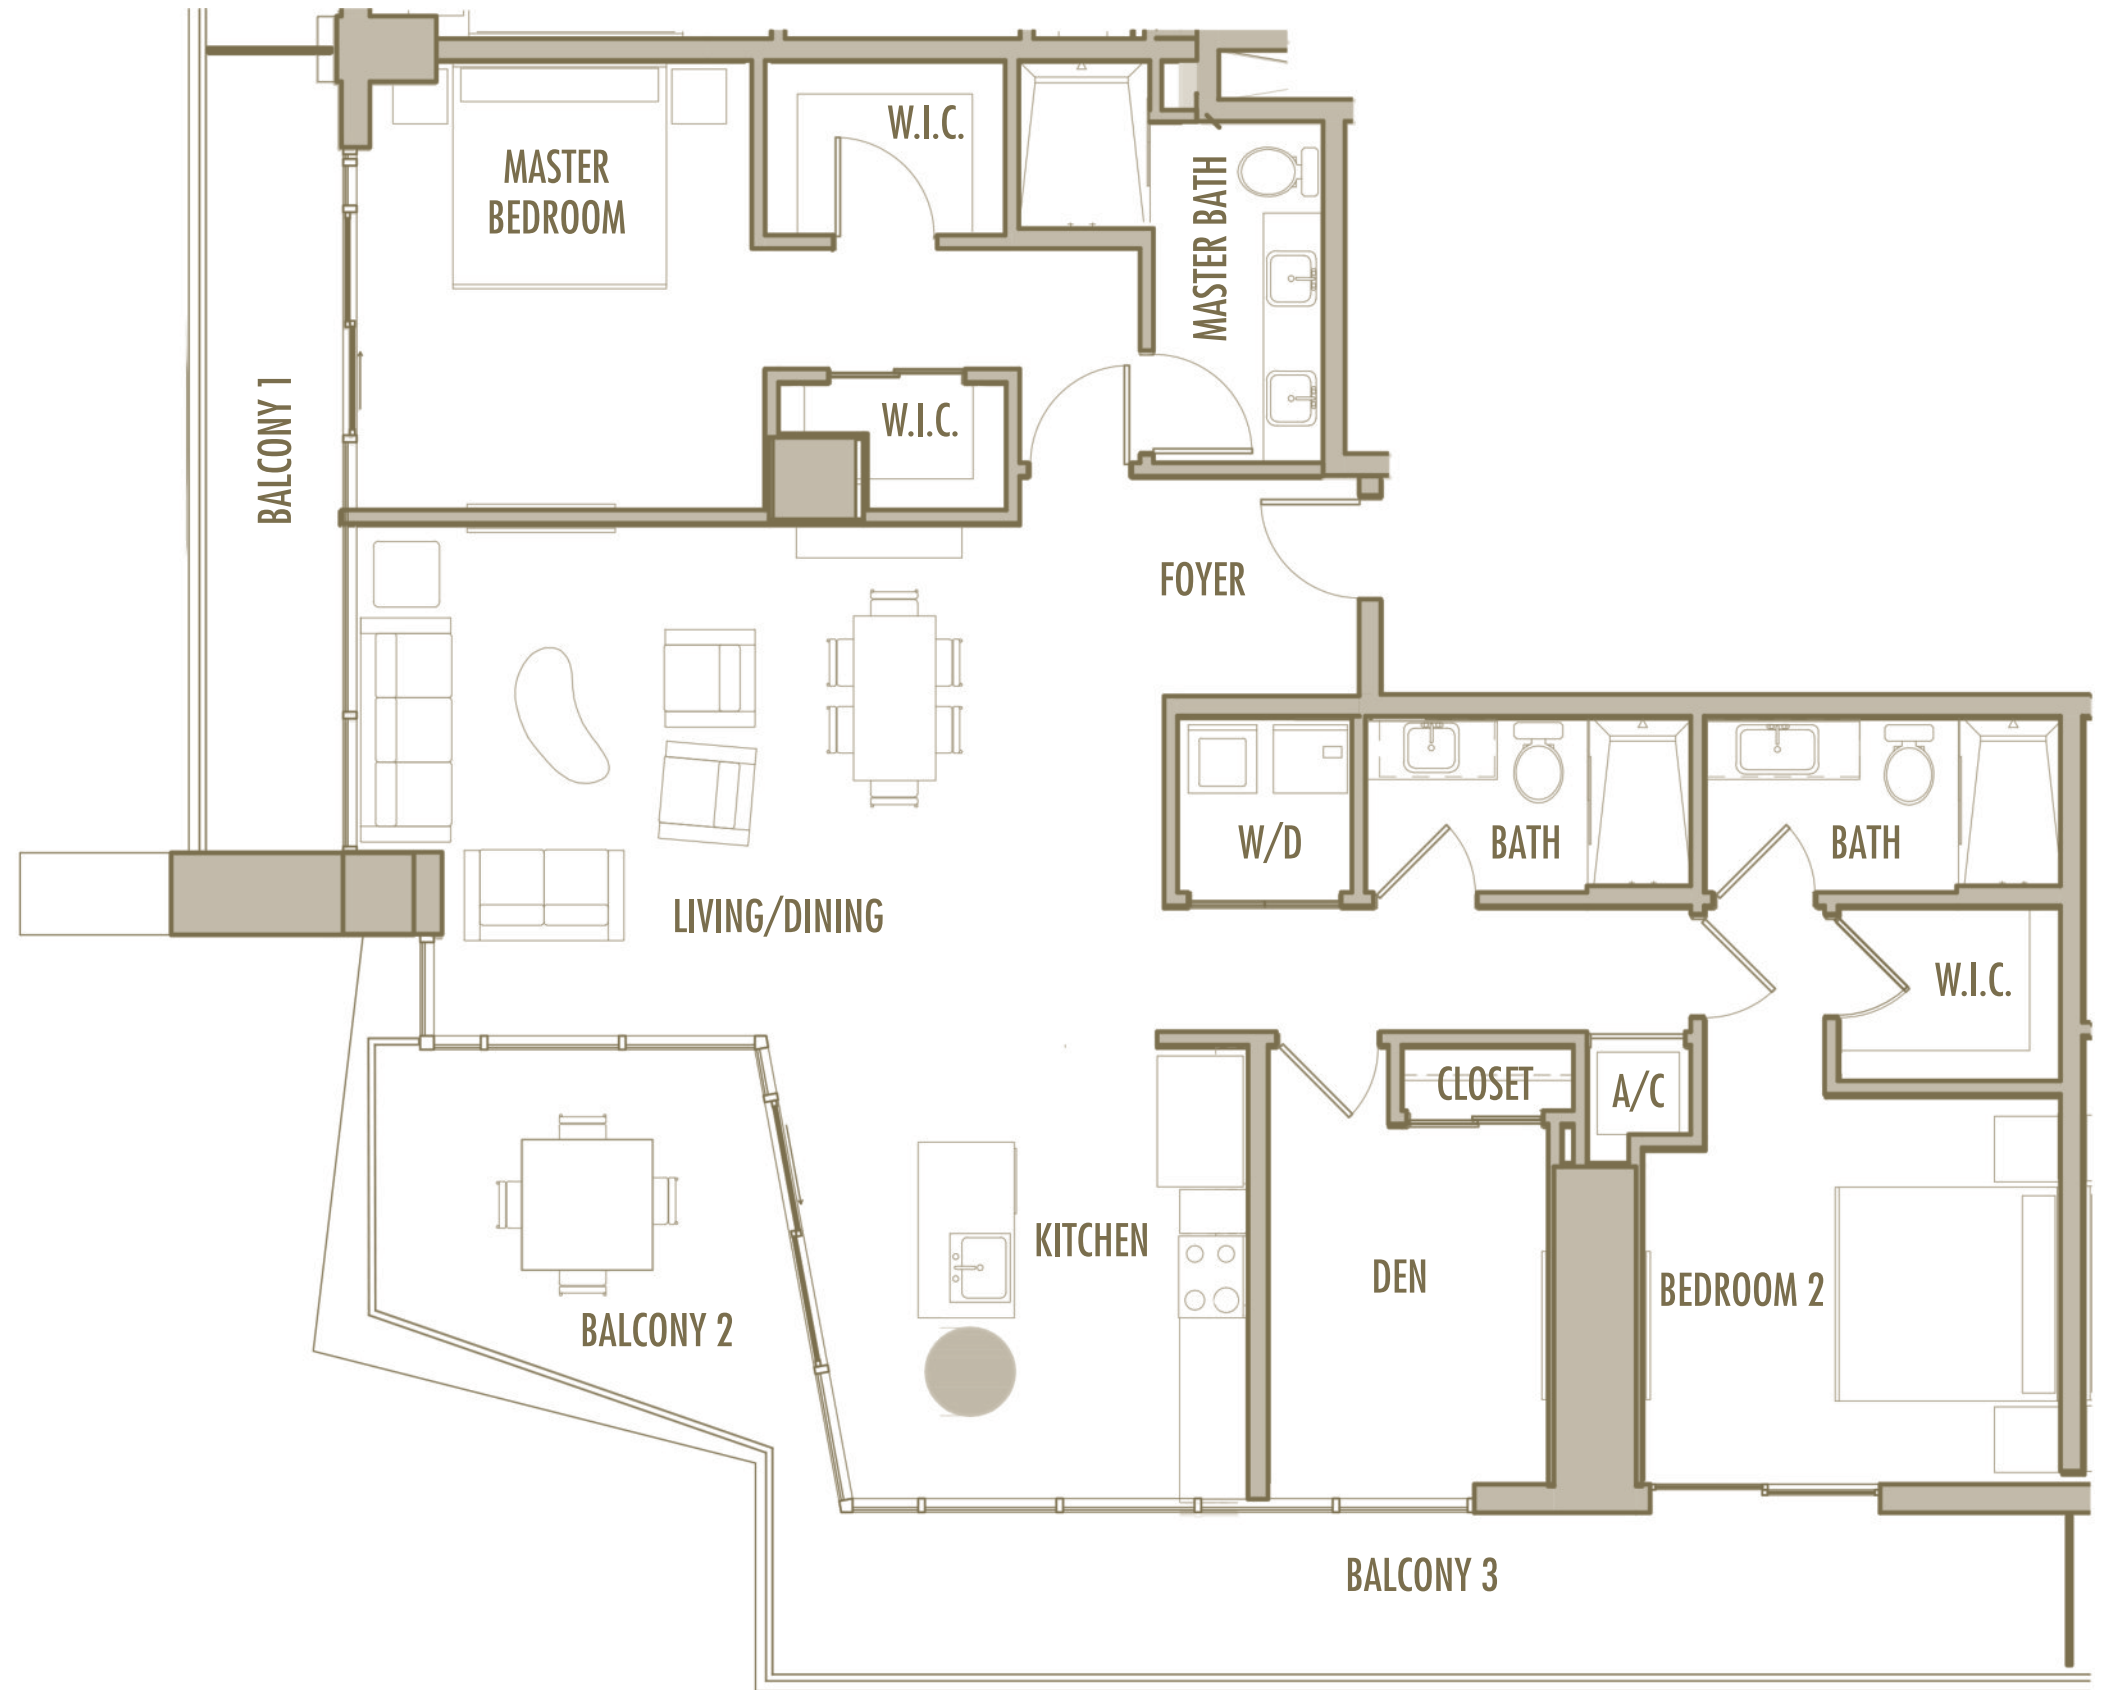 W.I.C.
MASTER
BEDROOM
MASTER BATH
BALCONY 1
W.I.C.
FOYER
W/D
BATH
BATH
LIVING/DINING
W.I.C.
CLOSET
A/C
KITCHEN
DEN
BEDROOM 2
BALCONY 2
BALCONY 3